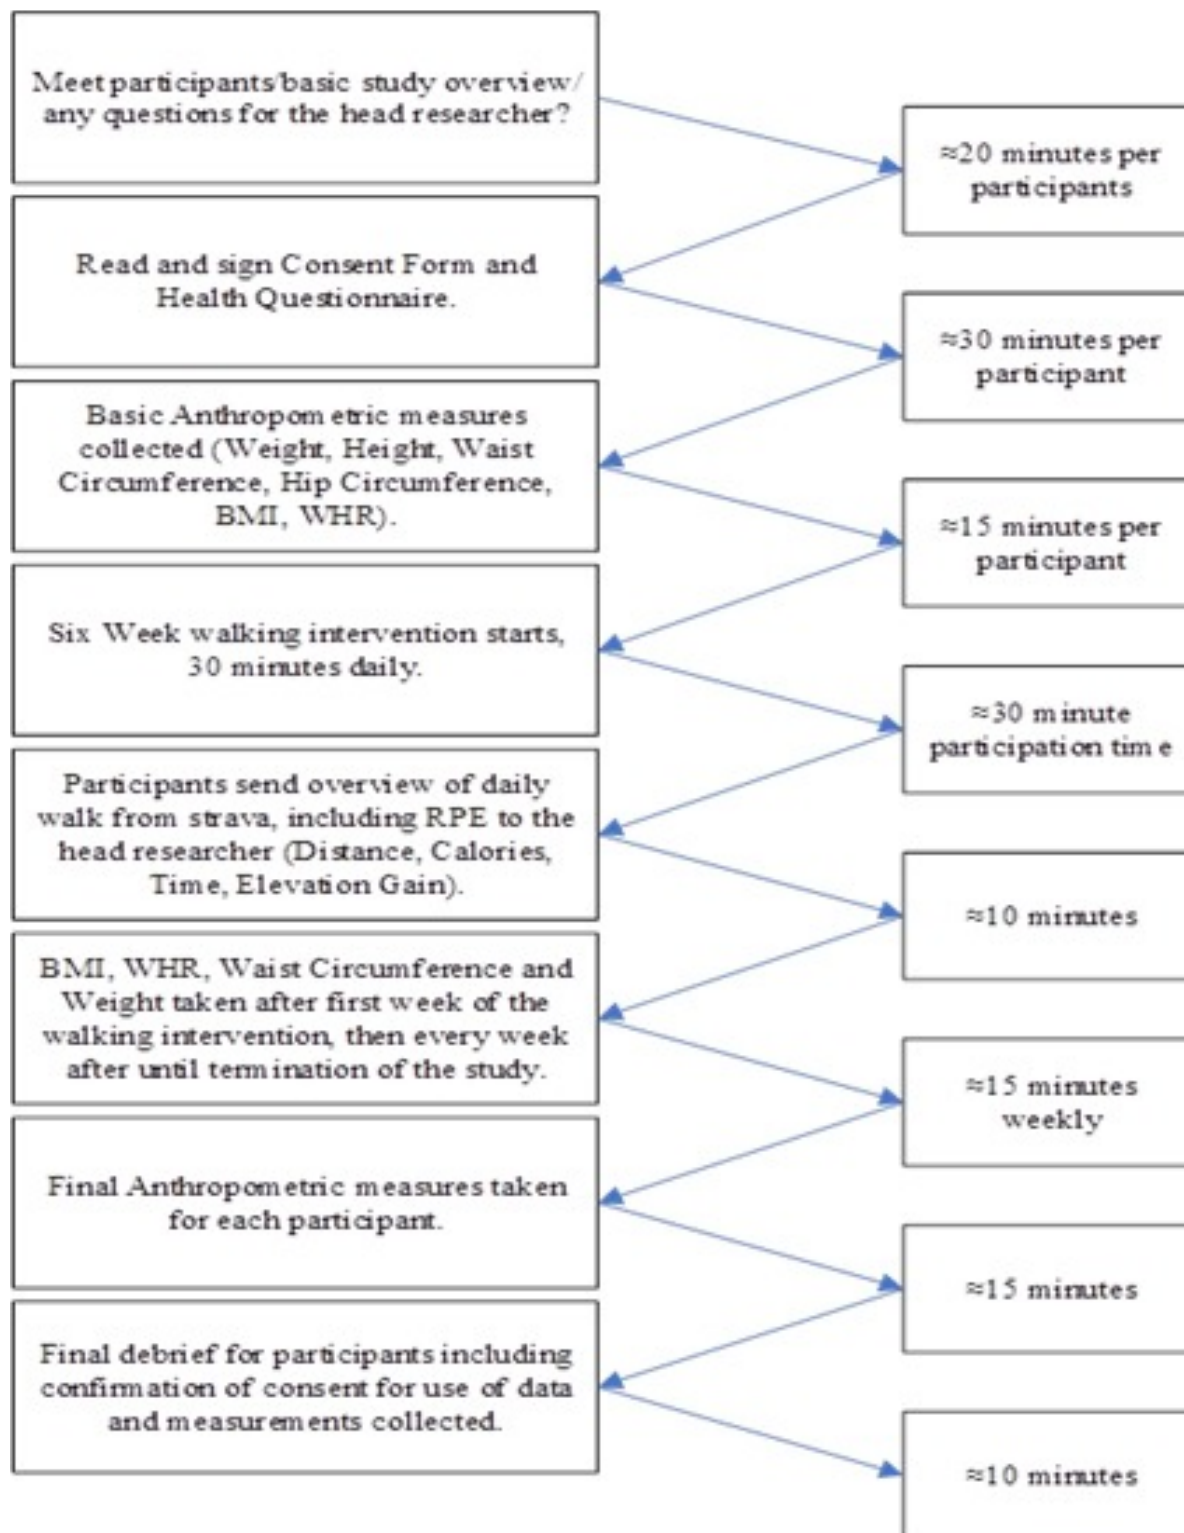 Meet participants/basic study overview/
any questions for the head researcher?
≈20 minutes per
participants
Read and sign Consent Form and
Health Questionnaire.
≈30 minutes per
participant
Basic Anthropometric measures
collected (Weight, Height, Waist
Circumference, Hip Circumference,
BMI, WHR).
≈15 minutes per
participant
Six Week walking intervention starts,
30 minutes daily.
≈30 minute
participation time
Participants send overview of daily
walk from strava, including RPE to the
head researcher (Distance, Calories,
Time, Elevation Gain).
≈10 minutes
BMI, WHR, Waist Circumference and
Weight taken after first week of the
walking intervention, then every week
after until termination of the study.
≈15 minutes
weekly
Final Anthropometric measures taken
for each participant.
≈15 minutes
Final debrief for participants including
confirmation of consent for use of data
and measurements collected.
≈10 minutes